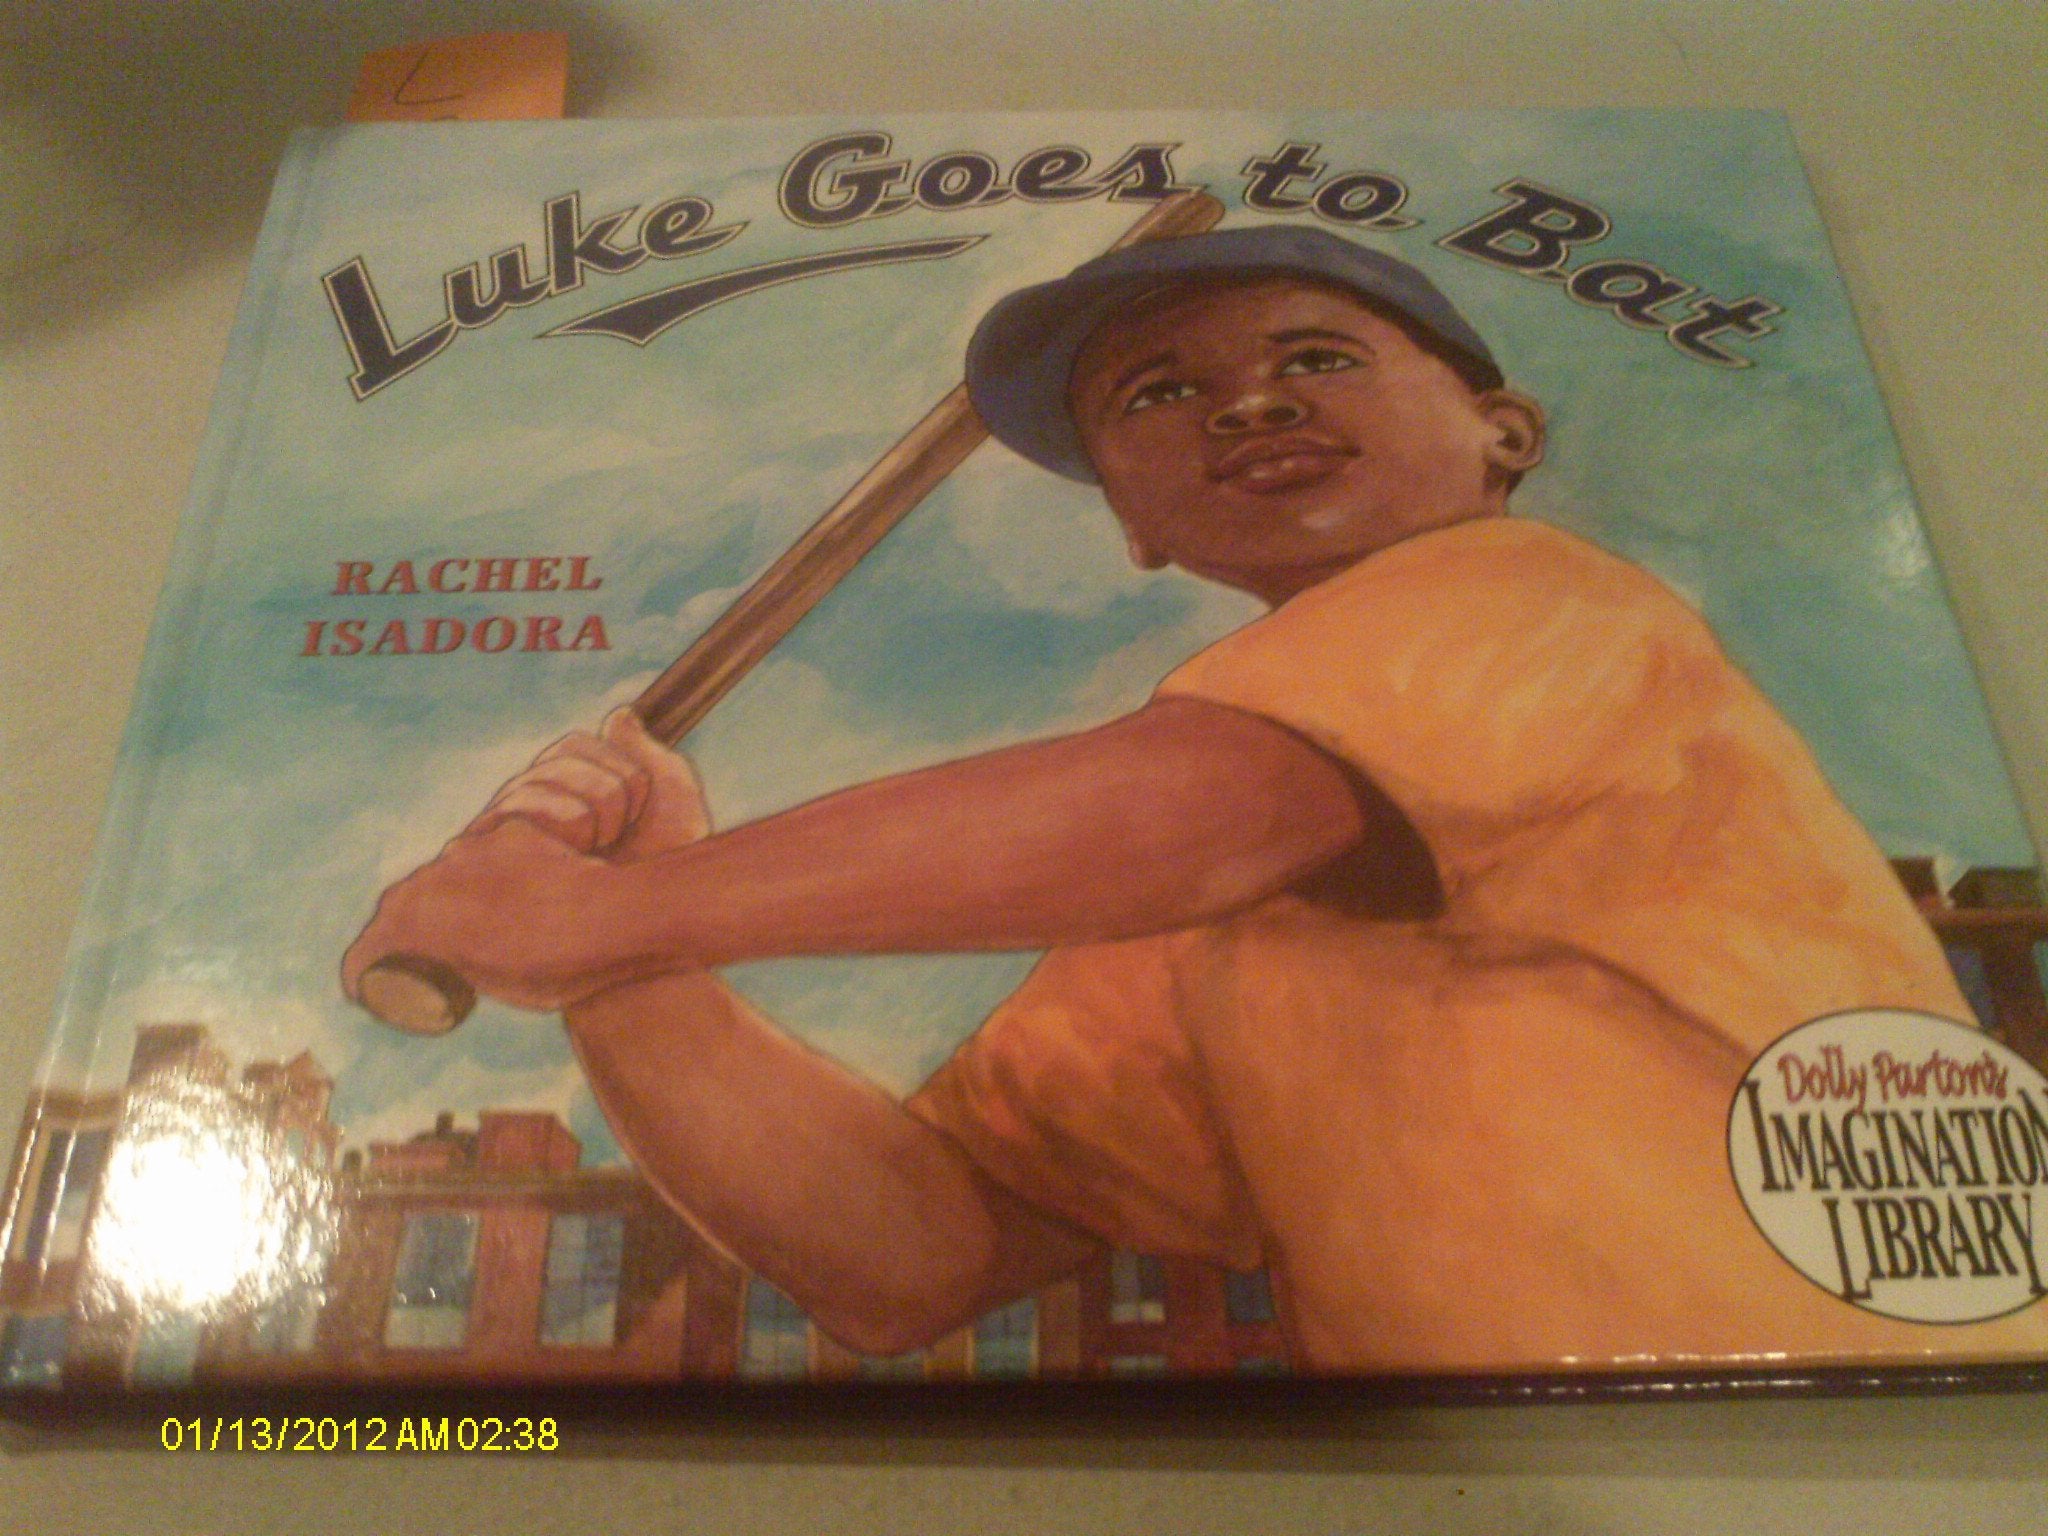 L
Luke Goes to Bat
RACHEL
ISADORA
Dolly Parton's
IMAGINATION
LIBRARY
01/13/2012 AM 02:38